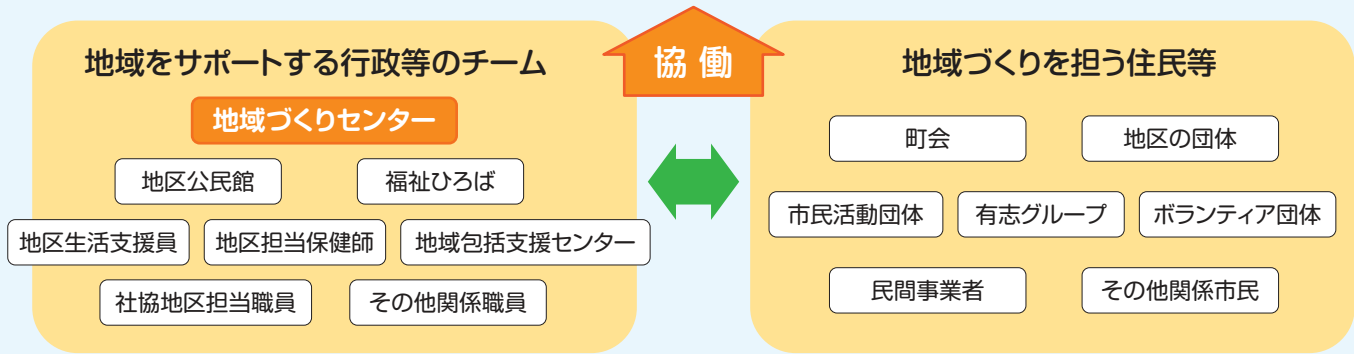 協働
地域をサポートする行政等のチーム
地域づくりセンター
地区公民館
福祉ひろば
地区生活支援員
地区担当保健師
地域包括支援センター
社協地区担当職員
その他関係職員
地域づくりを担う住民等
町会
地区の団体
市民活動団体
有志グループ
ボランティア団体
民間事業者
その他関係市民